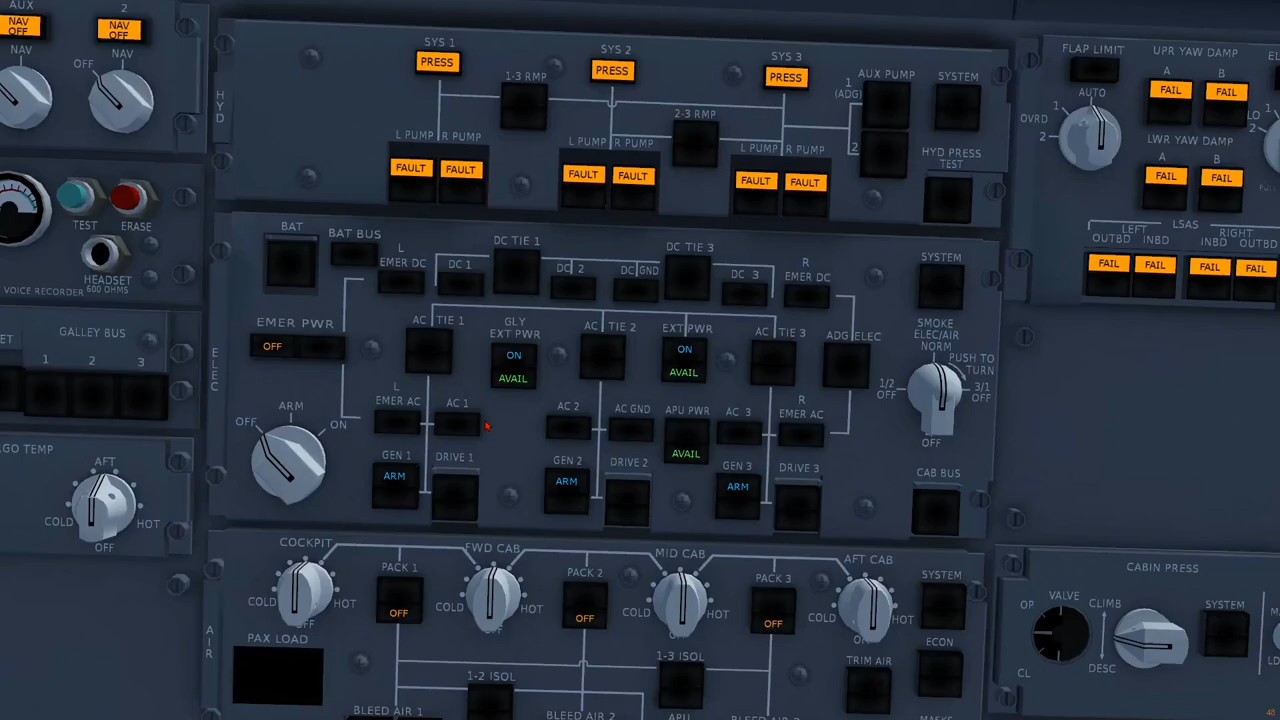 AUX
2
NAV
OFF
NAV
OFF
NAV
OFF
NAV
TEST
ERASE
HEADSET
600 OHMS
VOICE RECORDER
GALLEY BUS
1
2
3
AFT
COLD
HOT
OFF
HYD
SYS 1
PRESS
SYS 2
PRESS
SYS 3
PRESS
1-3 RMP
2-3 RMP
1
(ADG)
2
AUX PUMP
SYSTEM
HYD PRESS
TEST
L PUMP
R PUMP
FAULT
FAULT
L PUMP
R PUMP
FAULT
FAULT
L PUMP
R PUMP
FAULT
FAULT
FLAP LIMIT
AUTO
1
OVRD
2
UPR YAW DAMP
A
B
FAIL
FAIL
LWR YAW DAMP
A
B
FAIL
FAIL
LSAS
LEFT
RIGHT
OUTBD
INBD
INBD
OUTBD
FAIL
FAIL
FAIL
FAIL
ELEC
BAT
BAT BUS
L
EMER DC
DC 1
DC TIE 1
DC 2
DC GND
DC TIE 3
DC 3
R
EMER DC
SYSTEM
EMER PWR
OFF
AC TIE 1
GLY
EXT PWR
ON
AVAIL
AC TIE 2
EXT PWR
ON
AVAIL
AC TIE 3
ADG ELEC
SMOKE
ELEC/AIR
NORM
PUSH TO
TURN
1/2
OFF
3/1
OFF
OFF
OFF
ARM
ON
L
EMER AC
AC 1
AC 2
AC GND
APU PWR
AVAIL
AC 3
R
EMER AC
GEN 1
ARM
DRIVE 1
GEN 2
ARM
DRIVE 2
GEN 3
ARM
DRIVE 3
CAB BUS
AIR
COCKPIT
COLD
HOT
OFF
PACK 1
OFF
FWD CAB
COLD
HOT
OFF
PACK 2
OFF
MID CAB
COLD
HOT
OFF
PACK 3
OFF
AFT CAB
COLD
HOT
OFF
SYSTEM
ECON
PAX LOAD
1-2 ISOL
1-3 ISOL
TRIM AIR
BLEED AIR 1
BLEED AIR 2
APU
CABIN PRESS
VALVE
OP
CL
CLIMB
DESC
SYSTEM
48